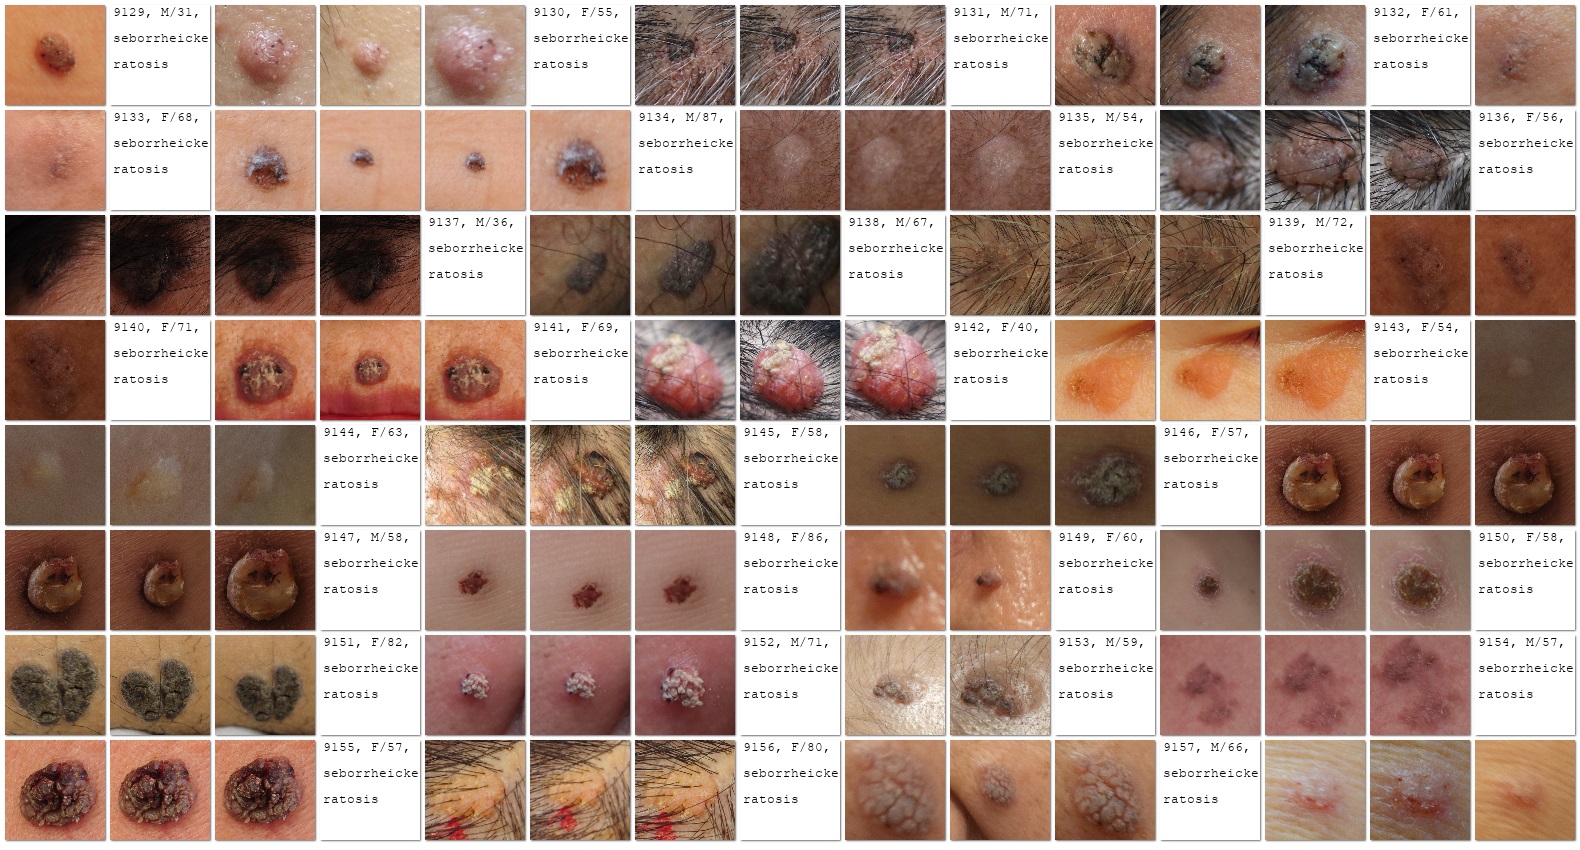 9129, M/31,
seborrheicke
ratosis
9130, F/55,
seborrheicke
ratosis
9131, M/71,
seborrheicke
ratosis
9132, F/61,
seborrheicke
ratosis
9133, F/68,
seborrheicke
ratosis
9134, M/87,
seborrheicke
ratosis
9135, M/54,
seborrheicke
ratosis
9136, F/56,
seborrheicke
ratosis
9137, M/36,
seborrheicke
ratosis
9138, M/67,
seborrheicke
ratosis
9139, M/72,
seborrheicke
ratosis
9140, F/71,
seborrheicke
ratosis
9141, F/69,
seborrheicke
ratosis
9142, F/40,
seborrheicke
ratosis
9143, F/54,
seborrheicke
ratosis
9144, F/63,
seborrheicke
ratosis
9145, F/58,
seborrheicke
ratosis
9146, F/57,
seborrheicke
ratosis
9147, M/58,
seborrheicke
ratosis
9148, F/86,
seborrheicke
ratosis
9149, F/60,
seborrheicke
ratosis
9150, F/58,
seborrheicke
ratosis
9151, F/82,
seborrheicke
ratosis
9152, M/71,
seborrheicke
ratosis
9153, M/59,
seborrheicke
ratosis
9154, M/57,
seborrheicke
ratosis
9155, F/57,
seborrheicke
ratosis
9156, F/80,
seborrheicke
ratosis
9157, M/66,
seborrheicke
ratosis